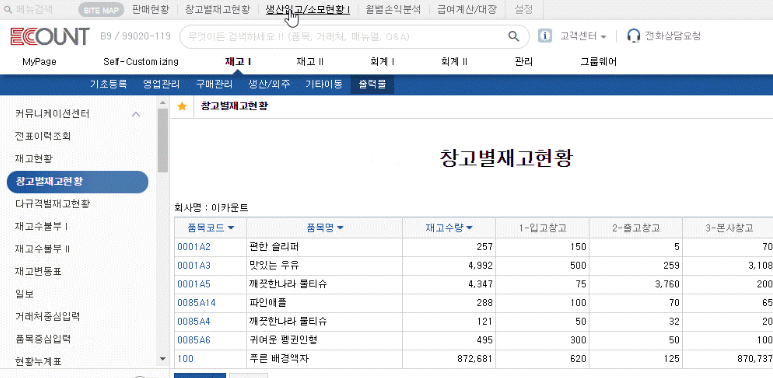 메뉴검색 SITE MAP 판매현황 창고별재고현황 생산입고/소모현황 I 월별손익분석 급여계산/대장 설정
ECOUNT 89 / 99020-119 무엇이든 검색하세요 !! (품목, 거래처, 메뉴얼, Q&A) 고객센터 전화상담요청
MyPage Self-Customizing 재고 I 재고 II 회계 I 회계 II 관리 그룹웨어
기초등록 영업관리 구매관리 생산/외주 기타이동 출력물
커뮤니케이션센터
전표이력조회
재고현황
창고별재고현황
다규격별재고현황
재고수불부 I
재고수불부 II
재고변동표
일보
거래처중심입력
품목중심입력
현황누계표
창고별재고현황
창고별재고현황
회사명 : 이카운트
품목코드 품목명 재고수량 1-입고창고 2-출고창고 3-본사창고
0001A2 편한 슬리퍼 257 150 5 70
0001A3 맛있는 우유 4,992 500 259 3,108
0001A5 깨끗한나라 물티슈 4,347 75 3,760 200
0085A14 파인애플 288 100 70 65
0085A4 깨끗한나라 물티슈 121 50 32 20
0085A6 귀여운 펭귄인형 495 300 50 100
100 푸른 배경액자 872,681 620 125 870,737